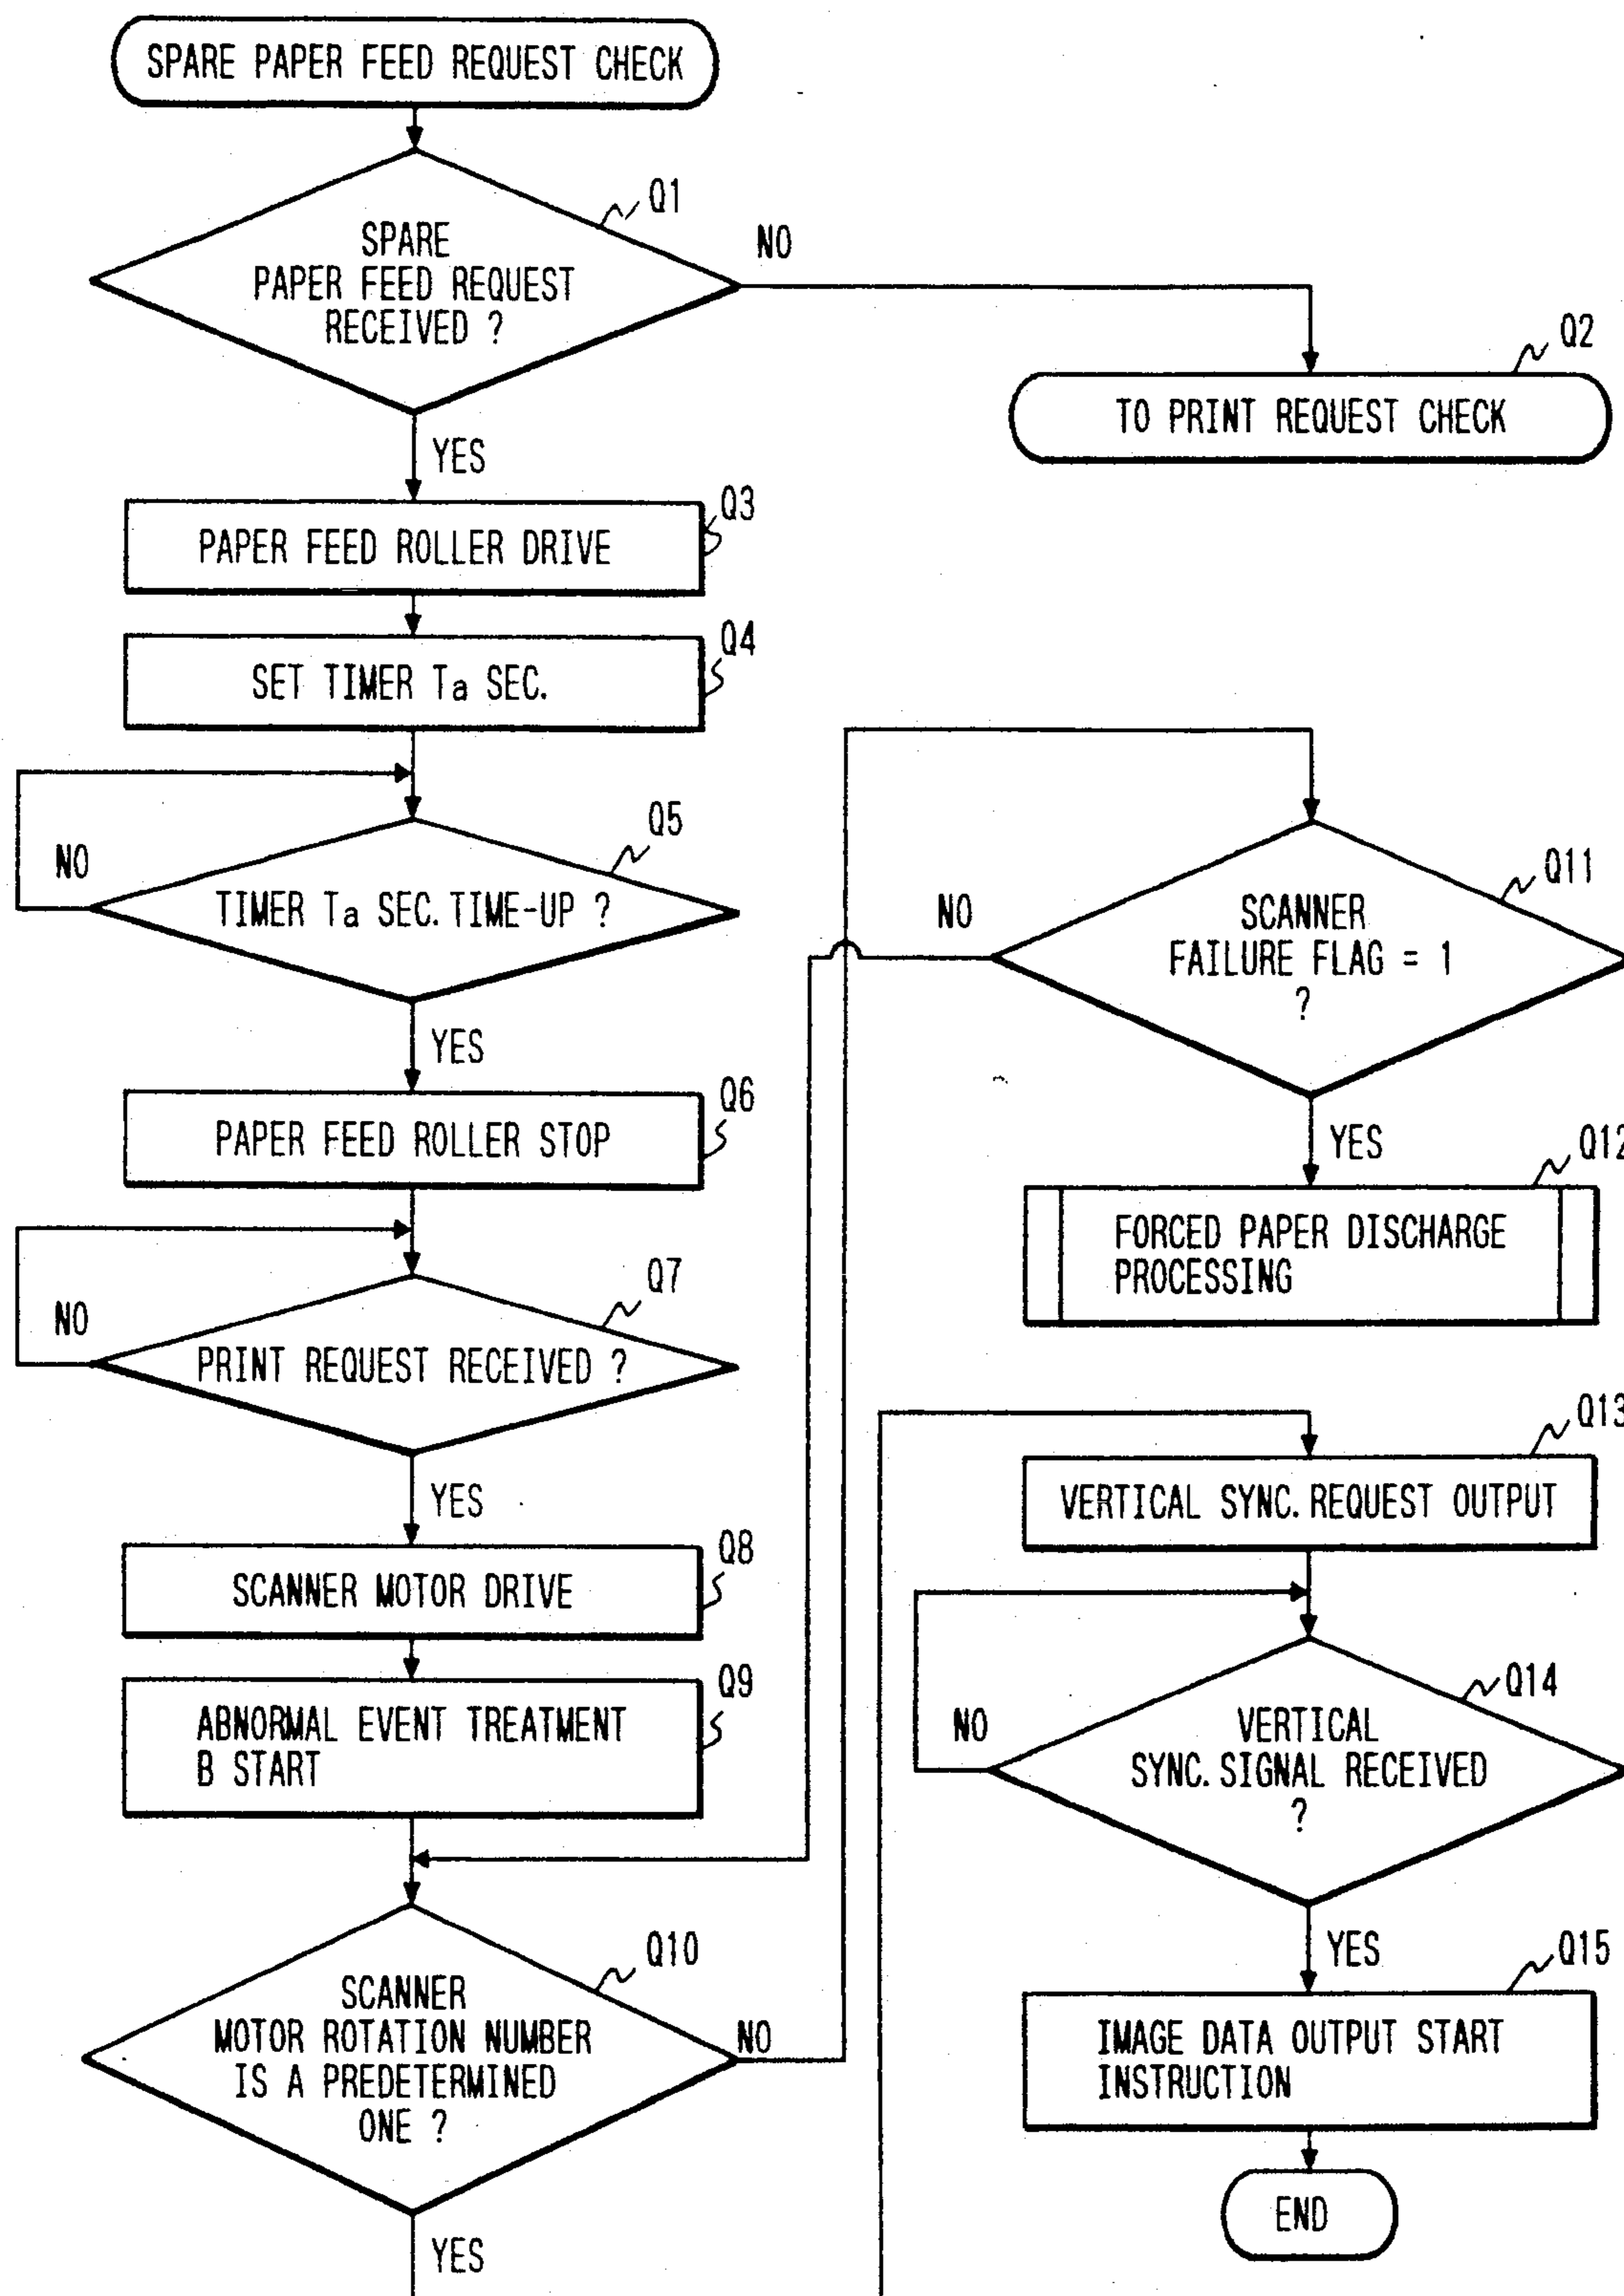 SPARE PAPER FEED REQUEST CHECK
Q1
SPARE
PAPER FEED REQUEST
RECEIVED ?
NO
YES
Q2
TO PRINT REQUEST CHECK
Q3
PAPER FEED ROLLER DRIVE
Q4
SET TIMER Ta SEC.
Q5
NO
TIMER Ta SEC. TIME-UP ?
YES
Q6
PAPER FEED ROLLER STOP
Q7
NO
PRINT REQUEST RECEIVED ?
YES
Q8
SCANNER MOTOR DRIVE
Q9
ABNORMAL EVENT TREATMENT
B START
Q10
SCANNER
MOTOR ROTATION NUMBER
IS A PREDETERMINED
ONE ?
NO
YES
Q11
NO
SCANNER
FAILURE FLAG = 1
?
YES
Q12
FORCED PAPER DISCHARGE
PROCESSING
Q13
VERTICAL SYNC. REQUEST OUTPUT
Q14
NO
VERTICAL
SYNC. SIGNAL RECEIVED
?
YES
Q15
IMAGE DATA OUTPUT START
INSTRUCTION
END